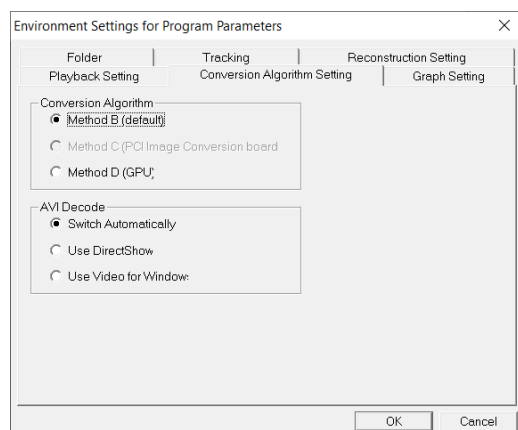 Environment Settings for Program Parameters
Folder Tracking Reconstruction Setting
Playback Setting Conversion Algorithm Setting Graph Setting
Conversion Algorithm
Method B (default)
Method C (PCI Image Conversion board
Method D (GPU)
AVI Decode
Switch Automatically
Use DirectShow
Use Video for Windows
OK Cancel